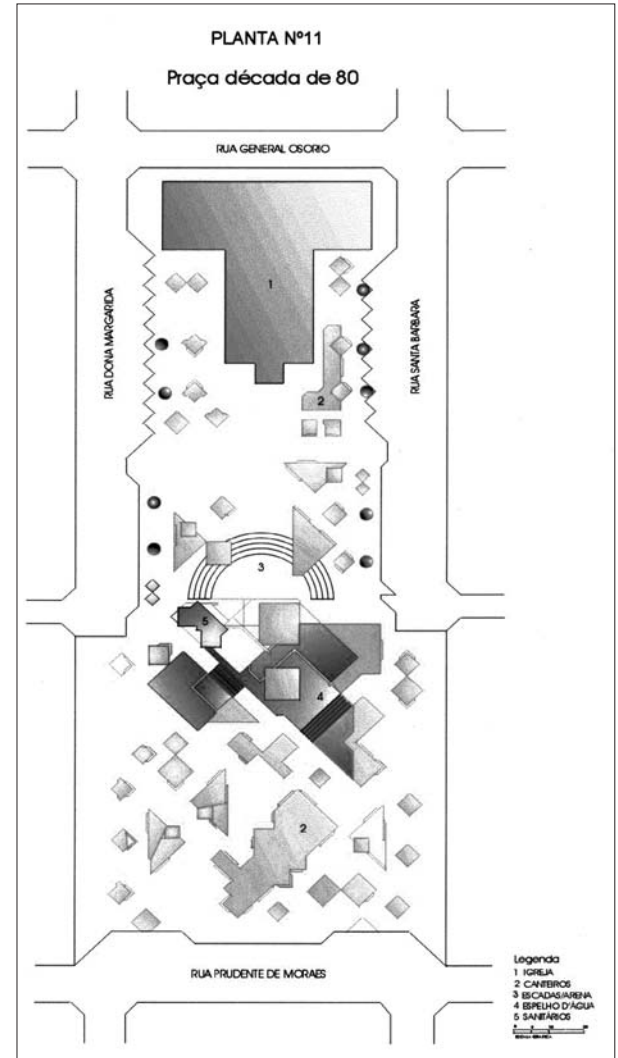 PLANTA Nº11
Praça década de 80
RUA GENERAL OSORIO
RUA DONA MARGARIDA
RUA SANTA BARBARA
1
2
3
5
4
2
RUA PRUDENTE DE MORAES
Legenda
1 IGREJA
2 CANTEIROS
3 ESCADAS/ARENA
4 ESPELHO D'ÁGUA
5 SANITÁRIOS